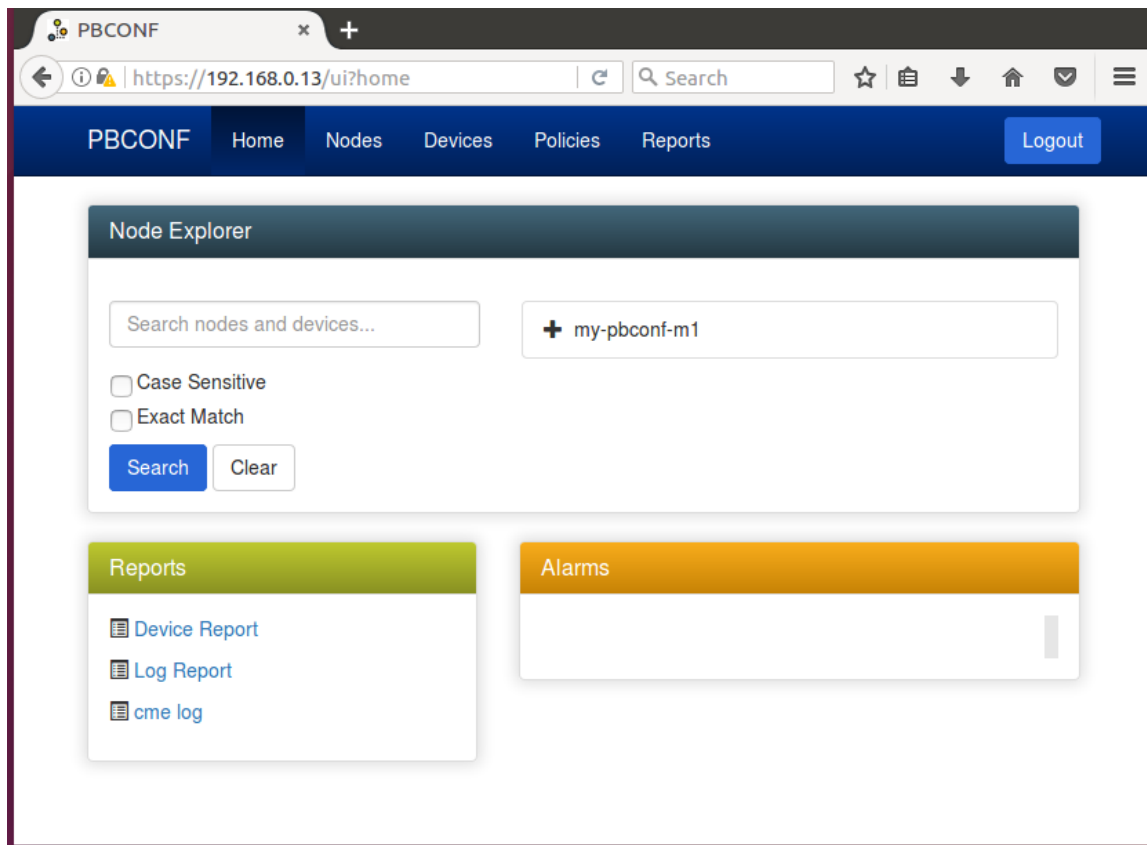 PBCONF
https://192.168.0.13/ui?home
Search
PBCONF Home Nodes Devices Policies Reports Logout
Node Explorer
Search nodes and devices...
my-pbconf-m1
Case Sensitive
Exact Match
Search Clear
Reports
Alarms
Device Report
Log Report
cme log